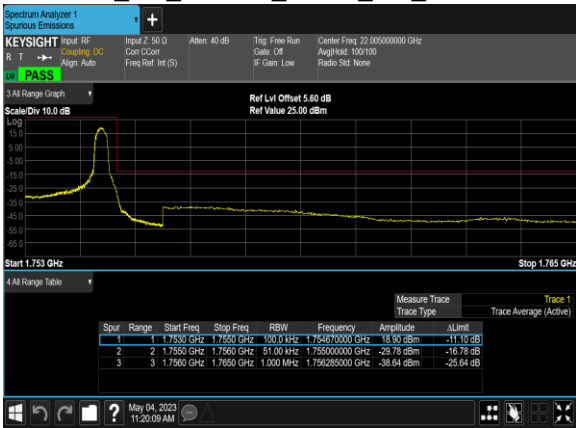 Spectrum Analyzer 1
Spurious Emissions
KEYSIGHT Input: RF Input Z: 50 Ω Atten: 40 dB Trig: Free Run Center Freq: 22.005000000 GHz
R T Coupling: DC Corr CCorr Gate: Off Avg|Hold: 100/100
Align: Auto Freq Ref: Int (S) IF Gain: Low Radio Std: None
PASS
3 All Range Graph
Ref Lvl Offset 5.60 dB
Scale/Div 10.0 dB Ref Value 25.00 dBm
Log
15.0
5.00
-5.00
-15.0
-25.0
-35.0
-45.0
-55.0
-65.0
Start 1.753 GHz Stop 1.765 GHz
4 All Range Table
Measure Trace Trace 1
Trace Type Trace Average (Active)
Spur Range Start Freq Stop Freq RBW Frequency Amplitude ΔLimit
1 1 1.7530 GHz 1.7550 GHz 100.0 kHz 1.754670000 GHz 18.90 dBm -11.10 dB
2 2 1.7550 GHz 1.7560 GHz 51.00 kHz 1.755000000 GHz -29.78 dBm -16.78 dB
3 3 1.7560 GHz 1.7650 GHz 1.000 MHz 1.756285000 GHz -38.64 dBm -25.64 dB
? May 04, 2023
11:20:09 AM